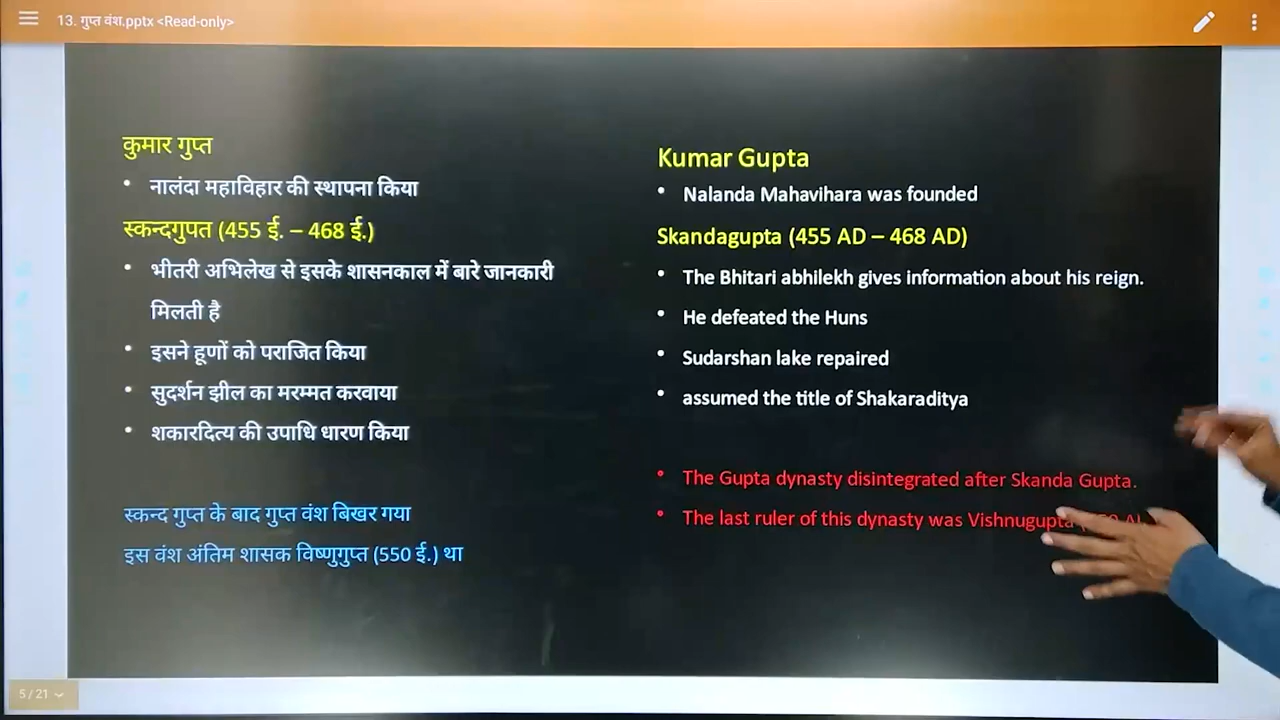 13. गुप्त वंश.pptx <Read-only>
कुमार गुप्त
• नालंदा महाविहार की स्थापना किया
स्कन्दगुपत (455 ई. – 468 ई.)
• भीतरी अभिलेख से इसके शासनकाल में बारे जानकारी
मिलती है
• इसने हूणों को पराजित किया
• सुदर्शन झील का मरम्मत करवाया
• शकारदित्य की उपाधि धारण किया
स्कन्द गुप्त के बाद गुप्त वंश बिखर गया
इस वंश अंतिम शासक विष्णुगुप्त (550 ई.) था
Kumar Gupta
• Nalanda Mahavihara was founded
Skandagupta (455 AD – 468 AD)
• The Bhitari abhilekh gives information about his reign.
• He defeated the Huns
• Sudarshan lake repaired
• assumed the title of Shakaraditya
• The Gupta dynasty disintegrated after Skanda Gupta.
• The last ruler of this dynasty was Vishnugupta
5 / 21